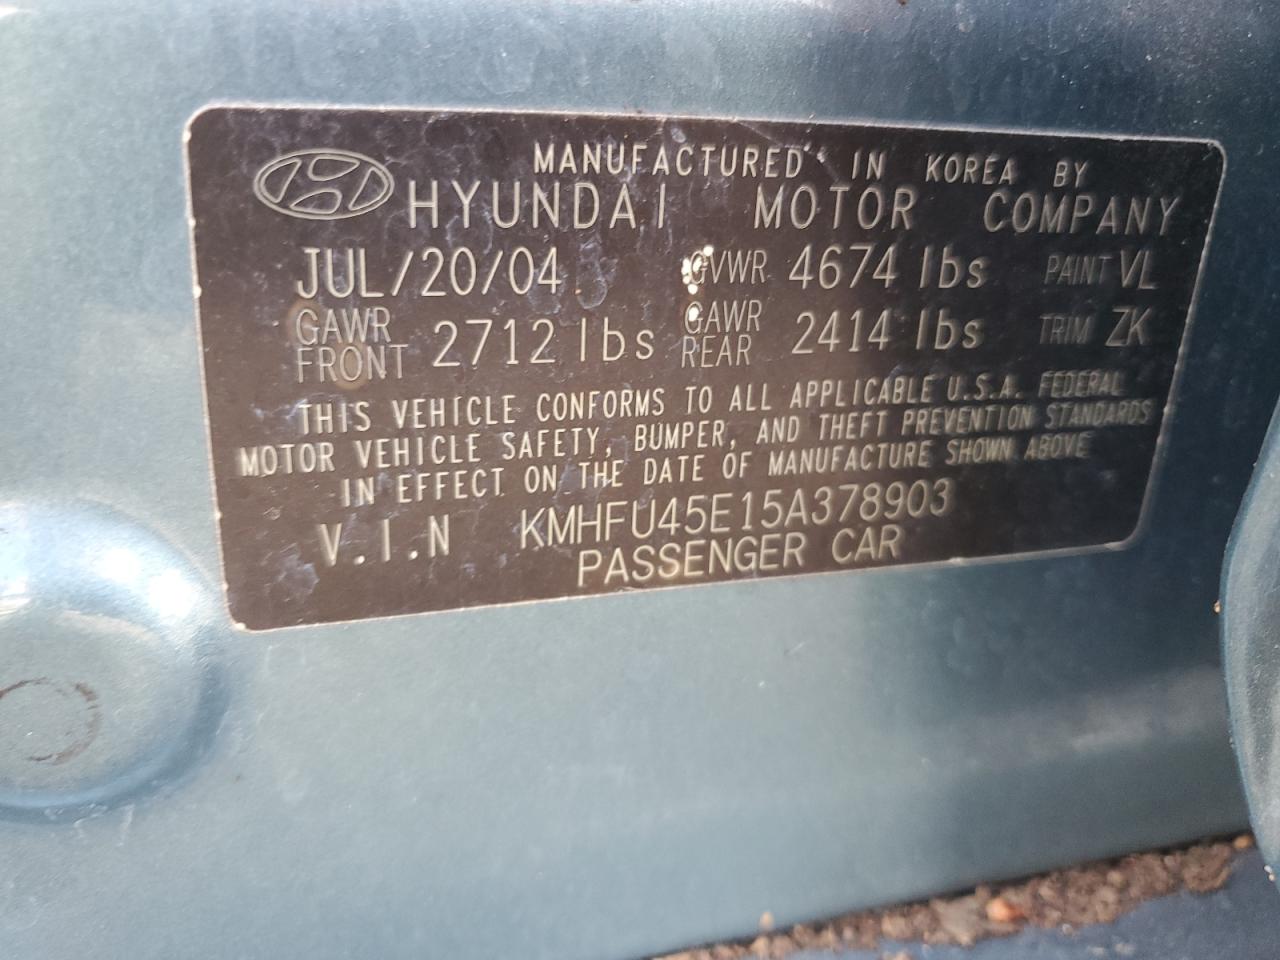 MANUFACTURED IN KOREA BY
HYUNDAI MOTOR COMPANY
JUL/20/04 GVWR 4674 lbs PAINT VL
GAWR FRONT 2712 lbs GAWR REAR 2414 lbs TRIM ZK
THIS VEHICLE CONFORMS TO ALL APPLICABLE U.S.A. FEDERAL
MOTOR VEHICLE SAFETY, BUMPER, AND THEFT PREVENTION STANDARDS
IN EFFECT ON THE DATE OF MANUFACTURE SHOWN ABOVE
V.I.N KMHFU45E15A378903
PASSENGER CAR